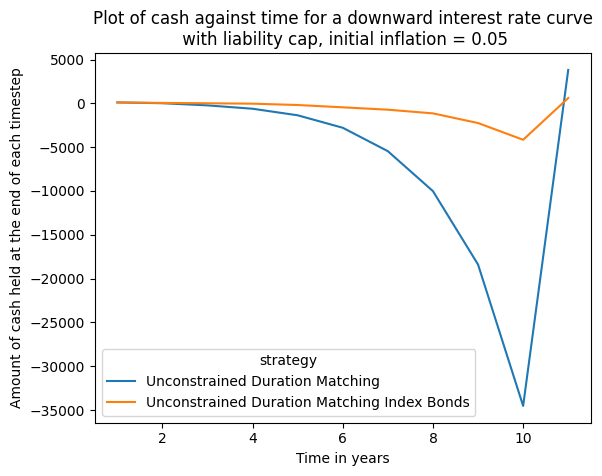 Plot of cash against time for a downward interest rate curve
with liability cap, initial inflation = 0.05
Amount of cash held at the end of each timestep
5000
0
−5000
−10000
−15000
−20000
−25000
−30000
−35000
strategy
Unconstrained Duration Matching
Unconstrained Duration Matching Index Bonds
2
4
6
8
10
Time in years